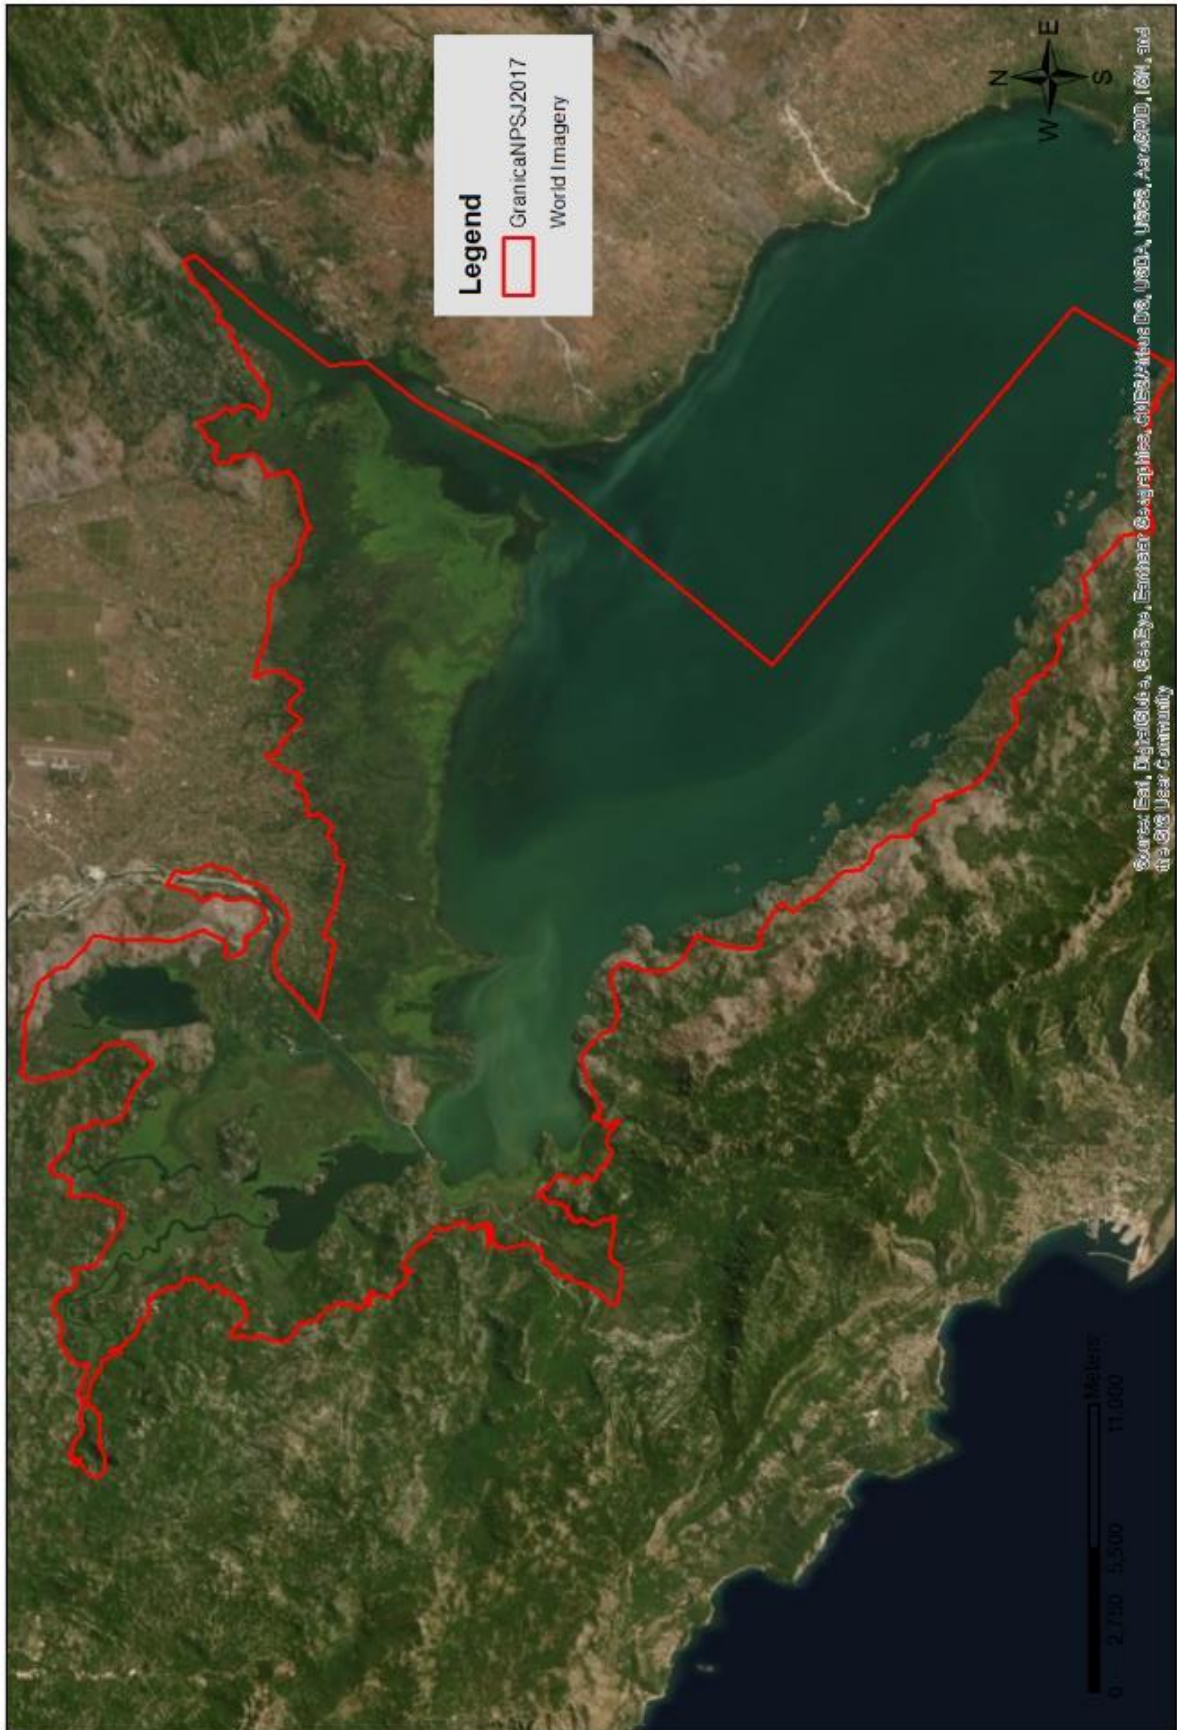 Legend
GranicaNPSJ2017
World Imagery
N
E
W
S
0 2,750 5,500 11,000
Meters
Source: Esri, DigitalGlobe, GeoEye, Earthstar Geographics, CNES/Airbus DS, USDA, USGS, AeroGRID, IGN, and
the GIS User Community